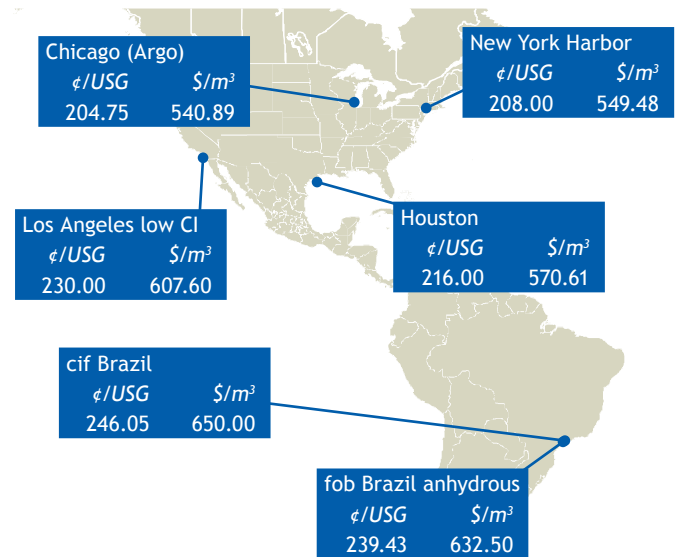 Chicago (Argo)
¢/USG $/m³
204.75 540.89
New York Harbor
¢/USG $/m³
208.00 549.48
Los Angeles low CI
¢/USG $/m³
230.00 607.60
Houston
¢/USG $/m³
216.00 570.61
cif Brazil
¢/USG $/m³
246.05 650.00
fob Brazil anhydrous
¢/USG $/m³
239.43 632.50